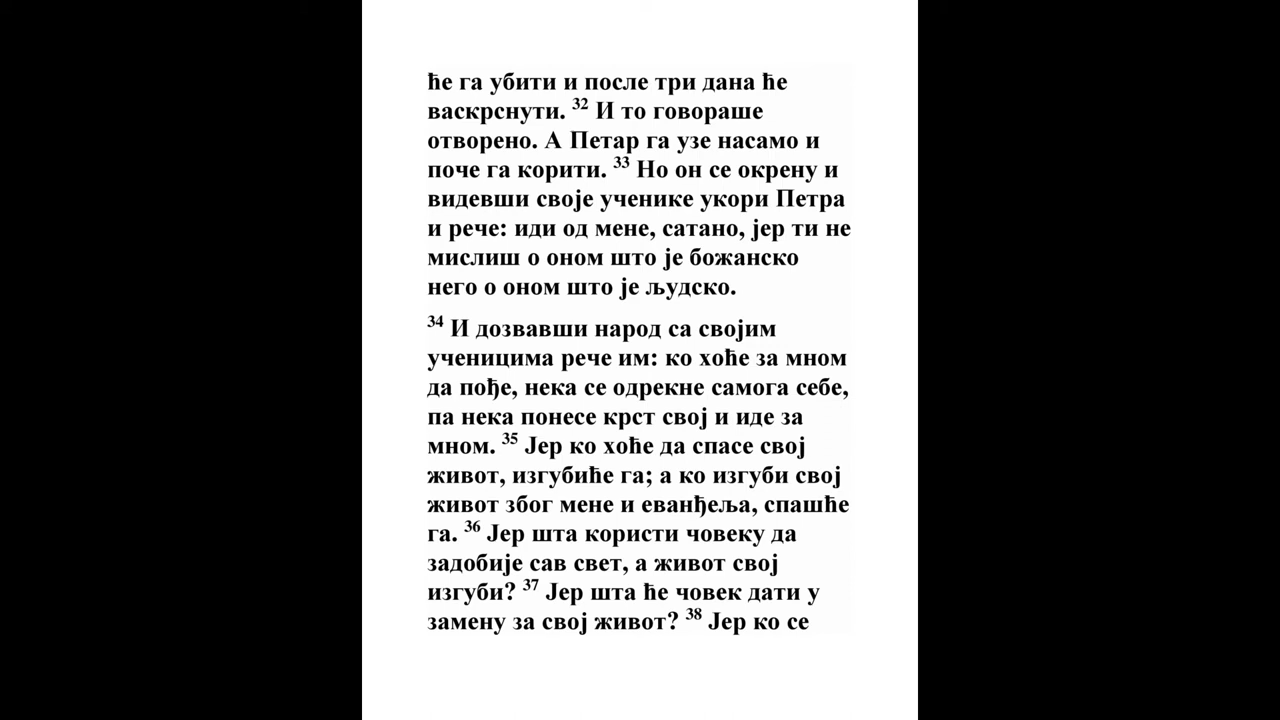 ће га убити и после три дана ће
васкрснути. 32 И то говораше
отворено. А Петар га узе насамо и
поче га корити. 33 Но он се окрену и
видевши своје ученике укори Петра
и рече: иди од мене, сатано, јер ти не
мислиш о оном што је божанско
него о оном што је људско.
34 И дозвавши народ са својим
ученицима рече им: ко хоће за мном
да пође, нека се одрекне самога себе,
па нека понесе крст свој и иде за
мном. 35 Јер ко хоће да спасе свој
живот, изгубиће га; а ко изгуби свој
живот због мене и еванђеља, спашће
га. 36 Јер шта користи човеку да
задобије сав свет, а живот свој
изгуби? 37 Јер шта ће човек дати у
замену за свој живот? 38 Јер ко се